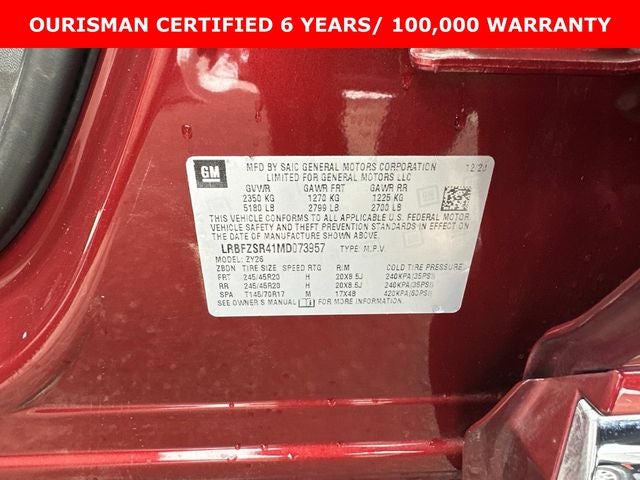 OURISMAN CERTIFIED 6 YEARS/ 100,000 WARRANTY
GM
MFD BY SAIC GENERAL MOTORS CORPORATION 12/20
LIMITED FOR GENERAL MOTORS LLC
GVWR GAWR FRT GAWR RR
2350 KG 1270 KG 1225 KG
5180 LB 2799 LB 2700 LB
THIS VEHICLE CONFORMS TO ALL APPLICABLE U.S. FEDERAL MOTOR
VEHICLE SAFETY AND THEFT PREVENTION STANDARDS IN EFFECT
ON THE DATE OF MANUFACTURE SHOWN ABOVE.
LRBFZSR41MD073957 TYPE: M.P.V.
MODEL: ZY26
ZBDN TIRE SIZE SPEED RTG RIM COLD TIRE PRESSURE
FRT 245/45R20 H 20X8.5J 240KPA(35PSI)
RR 245/45R20 H 20X8.5J 240KPA(35PSI)
SPA T145/70R17 M 17X4B 420KPA(60PSI)
SEE OWNER'S MANUAL FOR ADDITIONAL INFORMATION